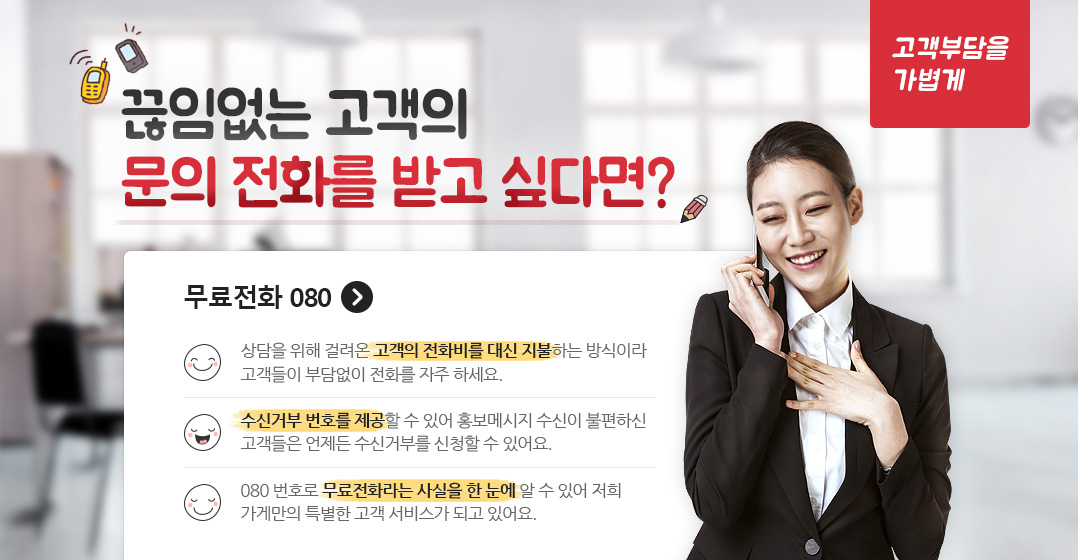 고객부담을
가볍게
끊임없는 고객의
문의 전화를 받고 싶다면?
무료전화 080
상담을 위해 걸려온 고객의 전화비를 대신 지불하는 방식이라
고객들이 부담없이 전화를 자주 하세요.
수신거부 번호를 제공할 수 있어 홍보메시지 수신이 불편하신
고객들은 언제든 수신거부를 신청할 수 있어요.
080 번호로 무료전화라는 사실을 한 눈에 알 수 있어 저희
가게만의 특별한 고객 서비스가 되고 있어요.